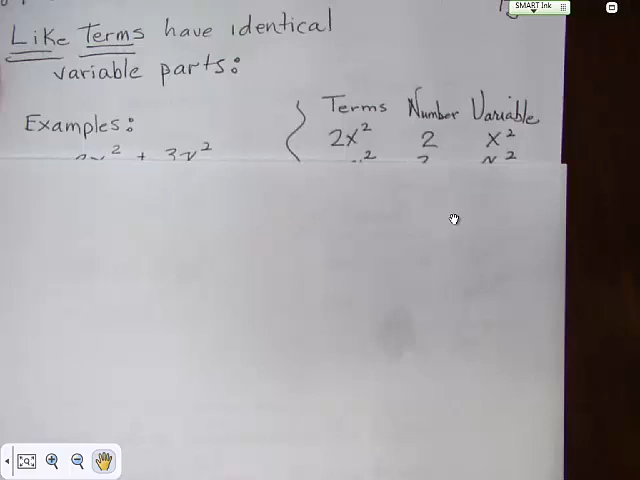 SMART Ink
Like Terms have identical
variable parts:
Examples:
Terms Number Variable
2x² 2 x²